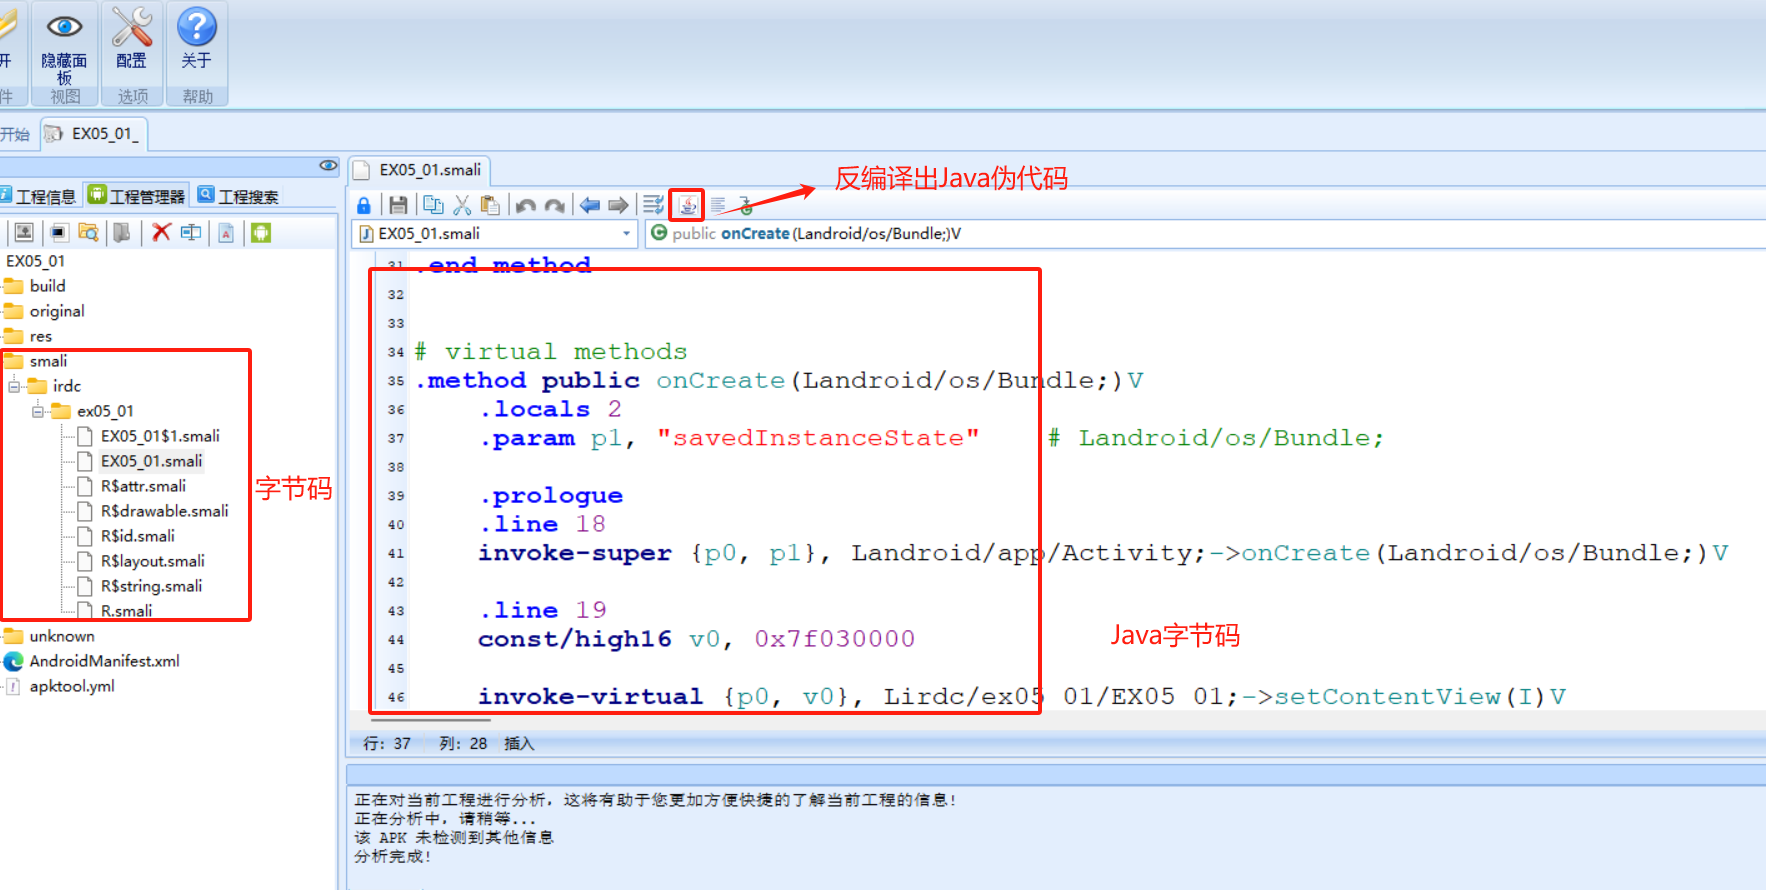 开 隐藏面板 配置 关于
件 视图 选项 帮助
开始 EX05_01_
工程信息 工程管理器 工程搜索
EX05_01
build
original
res
smali
irdc
ex05_01
EX05_01$1.smali
EX05_01.smali
R$attr.smali
R$drawable.smali
R$id.smali
R$layout.smali
R$string.smali
R.smali
unknown
AndroidManifest.xml
apktool.yml
字节码
EX05_01.smali
反编译出Java伪代码
EX05_01.smali public onCreate(Landroid/os/Bundle;)V
31 .end method
32
33
34 # virtual methods
35 .method public onCreate(Landroid/os/Bundle;)V
36 .locals 2
37 .param p1, "savedInstanceState" # Landroid/os/Bundle;
38
39 .prologue
40 .line 18
41 invoke-super {p0, p1}, Landroid/app/Activity;->onCreate(Landroid/os/Bundle;)V
42
43 .line 19
44 const/high16 v0, 0x7f030000
45
46 invoke-virtual {p0, v0}, Lirdc/ex05_01/EX05_01;->setContentView(I)V
Java字节码
行: 37 列: 28 插入
正在对当前工程进行分析，这将有助于您更加方便快捷的了解当前工程的信息!
正在分析中，请稍等...
该 APK 未检测到其他信息
分析完成!